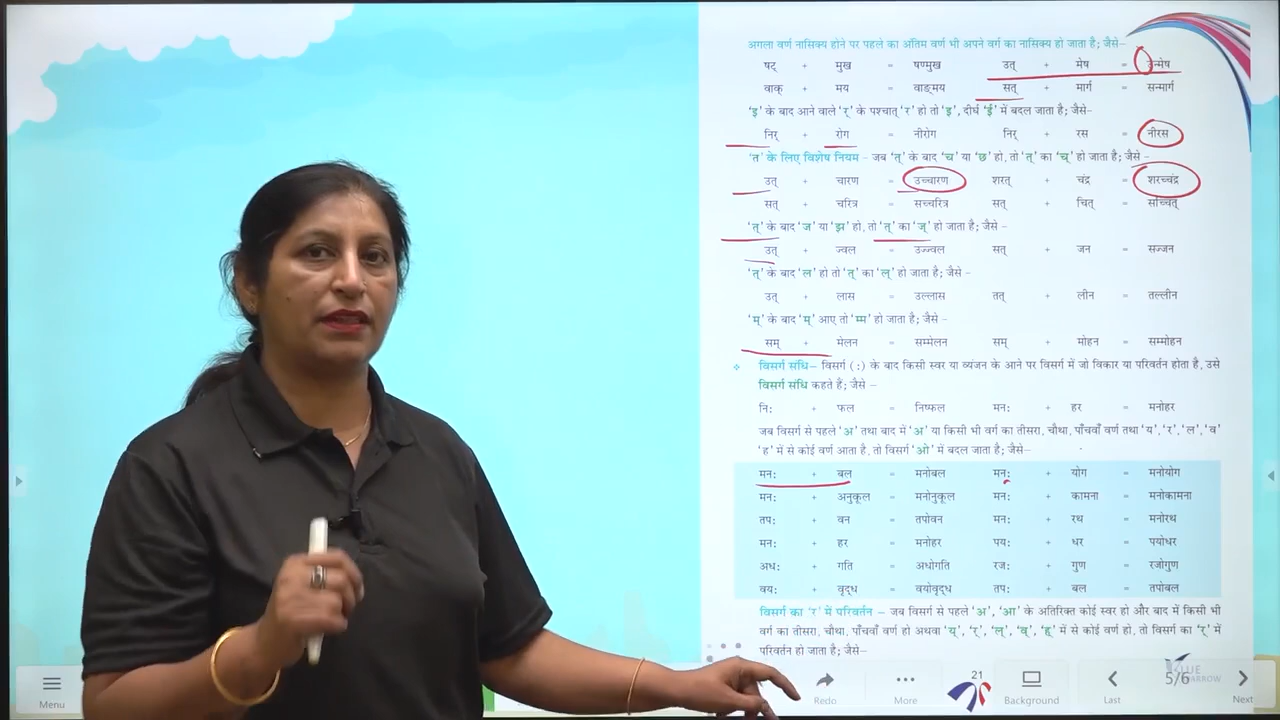 अगला वर्ण नासिक्य होने पर पहले का अंतिम वर्ण भी अपने वर्ग का नासिक्य हो जाता है; जैसे–
षट् + मुख = षण्मुख उत् + मेष = उन्मेष
वाक् + मय = वाङ्मय सत् + मार्ग = सन्मार्ग
'इ' के बाद आने वाले 'र्' के पश्चात् 'र' हो तो 'इ', दीर्घ 'ई' में बदल जाता है; जैसे–
निर् + रोग = नीरोग निर् + रस = नीरस
'त' के लिए विशेष नियम – जब 'त्' के बाद 'च' या 'छ' हो, तो 'त्' का 'च्' हो जाता है; जैसे –
उत् + चारण = उच्चारण शरत् + चंद्र = शरच्चंद्र
सत् + चरित्र = सच्चरित्र सत् + चित् = सच्चित्
'त्' के बाद 'ज' या 'झ' हो, तो 'त्' का 'ज्' हो जाता है; जैसे –
उत् + ज्वल = उज्ज्वल सत् + जन = सज्जन
'त्' के बाद 'ल' हो तो 'त्' का 'ल्' हो जाता है; जैसे –
उत् + लास = उल्लास तत् + लीन = तल्लीन
'म्' के बाद 'म्' आए तो 'म्म' हो जाता है; जैसे –
सम् + मेलन = सम्मेलन सम् + मोहन = सम्मोहन
❖ विसर्ग संधि– विसर्ग (:) के बाद किसी स्वर या व्यंजन के आने पर विसर्ग में जो विकार या परिवर्तन होता है, उसे
विसर्ग संधि कहते हैं; जैसे –
नि: + फल = निष्फल मन: + हर = मनोहर
जब विसर्ग से पहले 'अ' तथा बाद में 'अ' या किसी भी वर्ग का तीसरा, चौथा, पाँचवाँ वर्ण तथा 'य', 'र', 'ल', 'व'
'ह' में से कोई वर्ण आता है, तो विसर्ग 'ओ' में बदल जाता है; जैसे–
मन: + बल = मनोबल मन: + योग = मनोयोग
मन: + अनुकूल = मनोनुकूल मन: + कामना = मनोकामना
तप: + वन = तपोवन मन: + रथ = मनोरथ
मन: + हर = मनोहर पय: + धर = पयोधर
अध: + गति = अधोगति रज: + गुण = रजोगुण
वय: + वृद्ध = वयोवृद्ध तप: + बल = तपोबल
विसर्ग का 'र' में परिवर्तन – जब विसर्ग से पहले 'अ', 'आ' के अतिरिक्त कोई स्वर हो और बाद में किसी भी
वर्ग का तीसरा, चौथा, पाँचवाँ वर्ण हो अथवा 'य्', 'र्', 'ल्', 'व्', 'ह्' में से कोई वर्ण हो, तो विसर्ग का 'र्' में
परिवर्तन हो जाता है; जैसे–
21
5/6
Menu Redo More Background Last Next